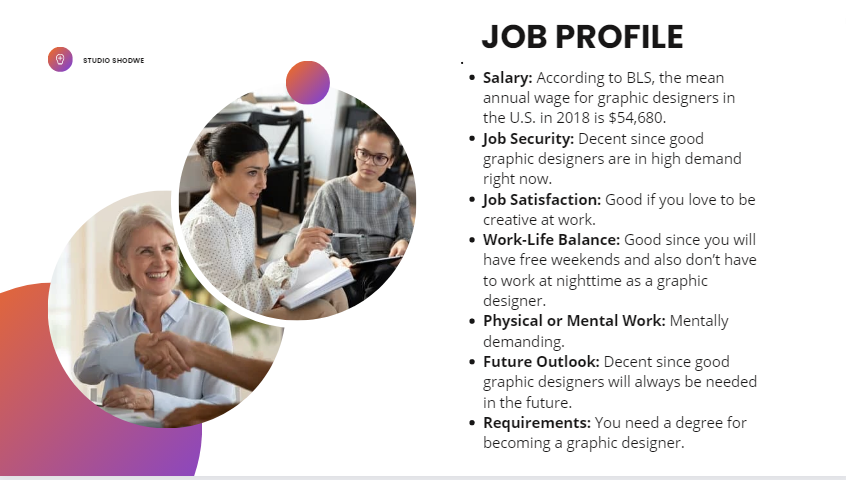 JOB PROFILE
STUDIO SHODWE
• Salary: According to BLS, the mean
annual wage for graphic designers in
the U.S. in 2018 is $54,680.
• Job Security: Decent since good
graphic designers are in high demand
right now.
• Job Satisfaction: Good if you love to be
creative at work.
• Work-Life Balance: Good since you will
have free weekends and also don’t have
to work at nighttime as a graphic
designer.
• Physical or Mental Work: Mentally
demanding.
• Future Outlook: Decent since good
graphic designers will always be needed
in the future.
• Requirements: You need a degree for
becoming a graphic designer.